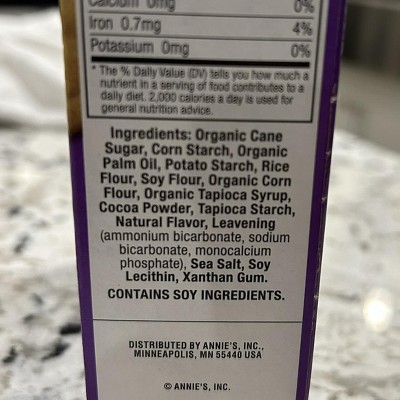 Calcium 0mg 0%
Iron 0.7mg 4%
Potassium 0mg 0%
* The % Daily Value (DV) tells you how much a
nutrient in a serving of food contributes to a
daily diet. 2,000 calories a day is used for
general nutrition advice.
Ingredients: Organic Cane
Sugar, Corn Starch, Organic
Palm Oil, Potato Starch, Rice
Flour, Soy Flour, Organic Corn
Flour, Organic Tapioca Syrup,
Cocoa Powder, Tapioca Starch,
Natural Flavor, Leavening
(ammonium bicarbonate, sodium
bicarbonate, monocalcium
phosphate), Sea Salt, Soy
Lecithin, Xanthan Gum.
CONTAINS SOY INGREDIENTS.
DISTRIBUTED BY ANNIE'S, INC.,
MINNEAPOLIS, MN 55440 USA
© ANNIE'S, INC.